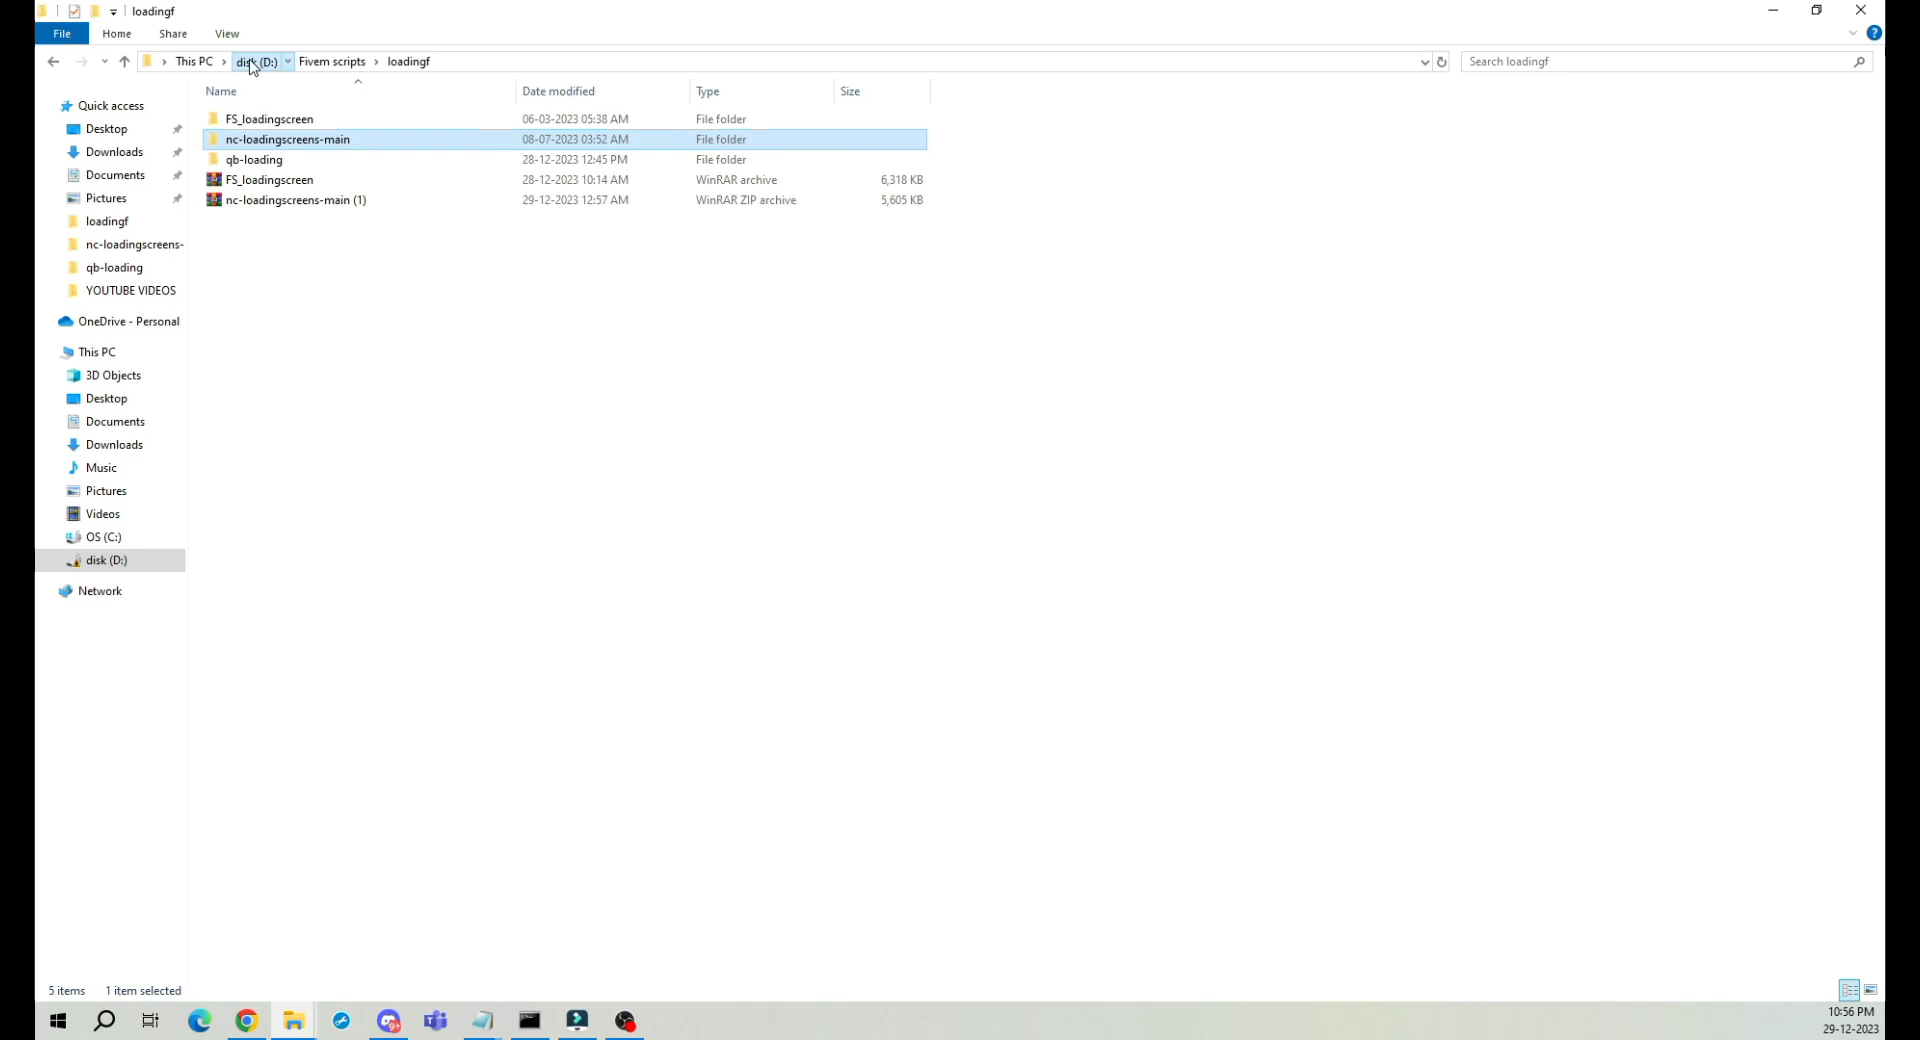 loadingf
File Home Share View
This PC disk (D:) Fivem scripts loadingf Search loadingf
Name Date modified Type Size
Quick access
Desktop
Downloads
Documents
Pictures
loadingf
nc-loadingscreens-
qb-loading
YOUTUBE VIDEOS
OneDrive - Personal
This PC
3D Objects
Desktop
Documents
Downloads
Music
Pictures
Videos
OS (C:)
disk (D:)
Network
FS_loadingscreen 06-03-2023 05:38 AM File folder
nc-loadingscreens-main 08-07-2023 03:52 AM File folder
qb-loading 28-12-2023 12:45 PM File folder
FS_loadingscreen 28-12-2023 10:14 AM WinRAR archive 6,318 KB
nc-loadingscreens-main (1) 29-12-2023 12:57 AM WinRAR ZIP archive 5,605 KB
5 items 1 item selected
9+
10:56 PM
29-12-2023